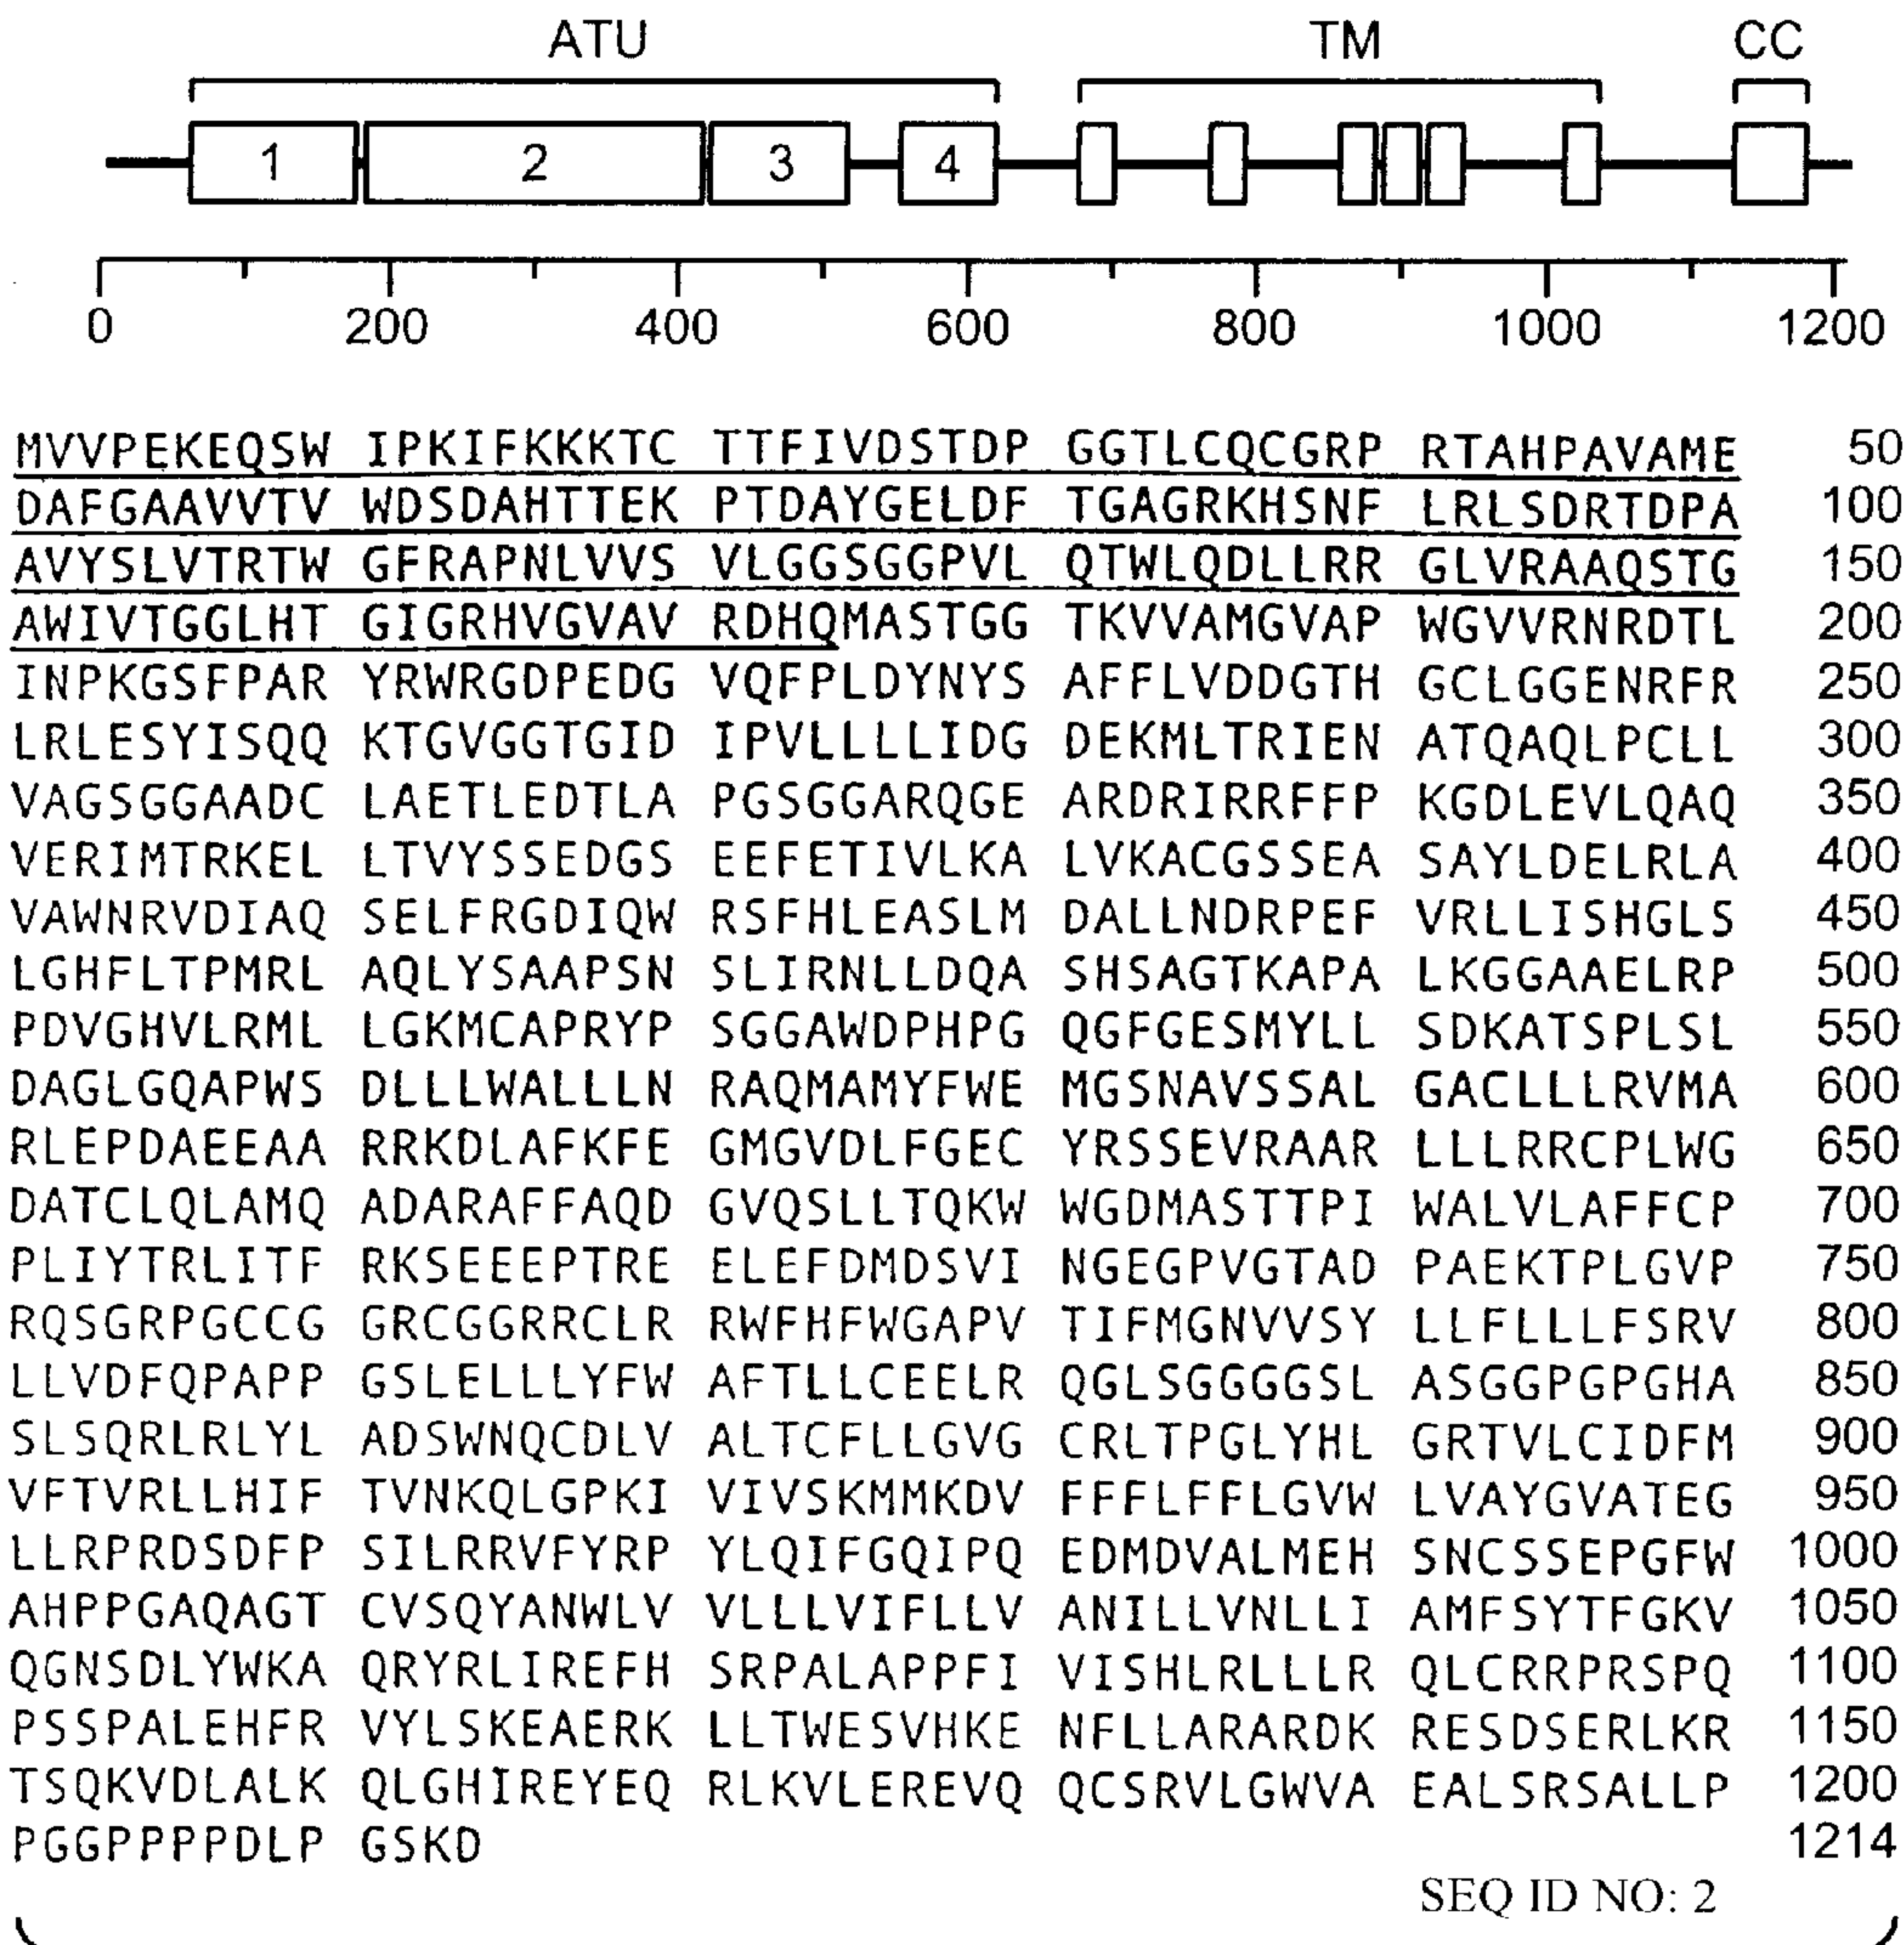 ATU TM CC
1 2 3 4
0 200 400 600 800 1000 1200
MVVPEKEQSW IPKIFKKKTC TTFIVDSTDP GGTLCQCGRP RTAHPAVAME 50
DAFGAAVVTV WDSDAHTTEK PTDAYGELDF TGAGRKHSNF LRLSDRTDPA 100
AVYSLVTRTW GFRAPNLVVS VLGGSGGPVL QTWLQDLLRR GLVRAAQSTG 150
AWIVTGGLHT GIGRHVGVAV RDHQMASTGG TKVVAMGVAP WGVVRNRDTL 200
INPKGSFPAR YRWRGDPEDG VQFPLDYNYS AFFLVDDGTH GCLGGENRFR 250
LRLESYISQQ KTGVGGTGID IPVLLLLIDG DEKMLTRIEN ATQAQLPCLL 300
VAGSGGAADC LAETLEDTLA PGSGGARQGE ARDRIRRFFP KGDLEVLQAQ 350
VERIMTRKEL LTVYSSEDGS EEFETIVLKA LVKACGSSEA SAYLDELRLA 400
VAWNRVDIAQ SELFRGDIQW RSFHLEASLM DALLNDRPEF VRLLISHGLS 450
LGHFLTPMRL AQLYSAAPSN SLIRNLLDQA SHSAGTKAPA LKGGAAELRP 500
PDVGHVLRML LGKMCAPRYP SGGAWDPHPG QGFGESMYLL SDKATSPLSL 550
DAGLGQAPWS DLLLWALLLN RAQMAMYFWE MGSNAVSSAL GACLLLRVMA 600
RLEPDAEEAA RRKDLAFKFE GMGVDLFGEC YRSSEVRAAR LLLRRCPLWG 650
DATCLQLAMQ ADARAFFAQD GVQSLLTQKW WGDMASTTPI WALVLAFFCP 700
PLIYTRLITF RKSEEEPTRE ELEFDMDSVI NGEGPVGTAD PAEKTPLGVP 750
RQSGRPGCCG GRCGGRRCLR RWFHFWGAPV TIFMGNVVSY LLFLLLFSRV 800
LLVDFQPAPP GSLELLLYFW AFTLLCEELR QGLSGGGGSL ASGGPGPGHA 850
SLSQRLRLYL ADSWNQCDLV ALTCFLLGVG CRLTPGLYHL GRTVLCIDFM 900
VFTVRLLHIF TVNKQLGPKI VIVSKMMKDV FFFLFFLGVW LVAYGVATEG 950
LLRPRDSDFP SILRRVFYRP YLQIFGQIPQ EDMDVALMEH SNCSSEPGFW 1000
AHPPGAQAGT CVSQYANWLV VLLLVIFLLV ANILLVNLLI AMFSYTFGKV 1050
QGNSDLYWKA QRYRLIREFH SRPALAPPFI VISHLRLLLR QLCRRPRSPQ 1100
PSSPALEHFR VYLSKEAERK LLTWESVHKE NFLLARARDK RESDSERLKR 1150
TSQKVDLALK QLGHIREYEQ RLKVLEREVQ QCSRVLGWVA EALSRSALLP 1200
PGGPPPPDLP GSKD 1214
SEQ ID NO: 2